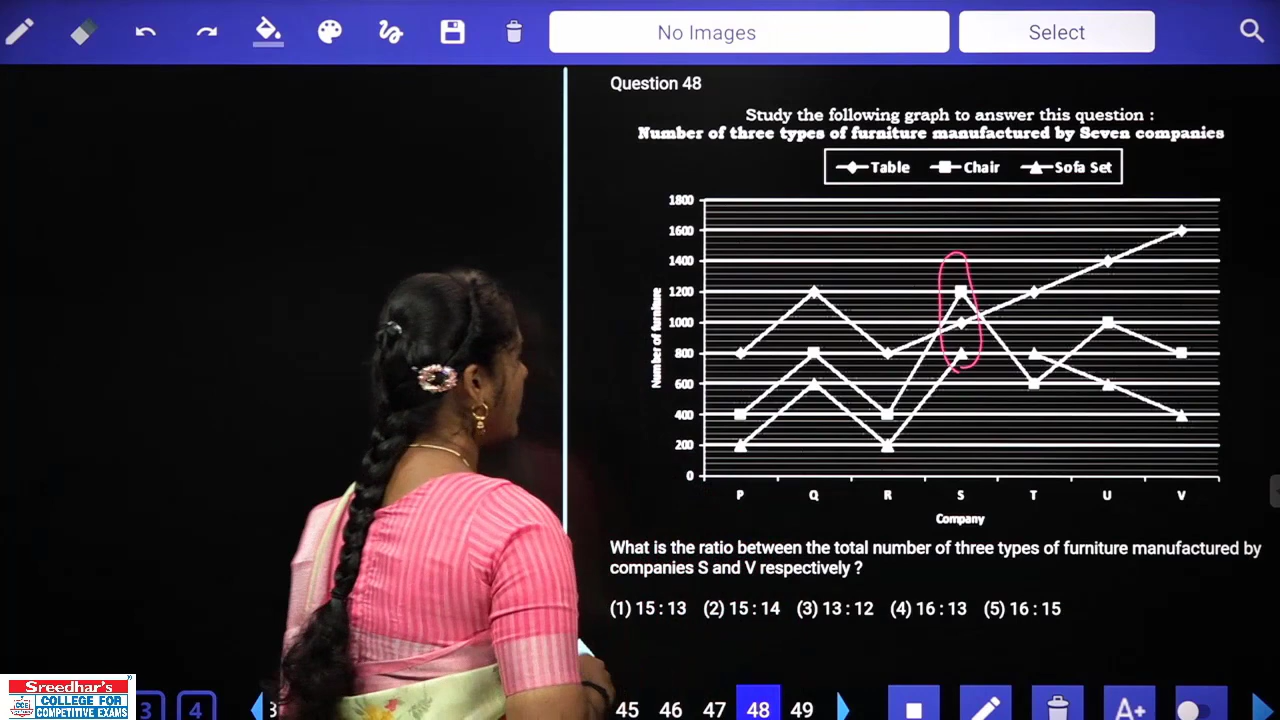 No Images
Select
Question 48
Study the following graph to answer this question :
Number of three types of furniture manufactured by Seven companies
Table
Chair
Sofa Set
1800
1600
1400
1200
1000
800
600
400
200
0
Number of furniture
P
Q
R
S
T
U
V
Company
What is the ratio between the total number of three types of furniture manufactured by
companies S and V respectively ?
(1) 15 : 13 (2) 15 : 14 (3) 13 : 12 (4) 16 : 13 (5) 16 : 15
Sreedhar's
CCE
COLLEGE FOR
COMPETITIVE EXAMS
3
4
3
45
46
47
48
49
A+